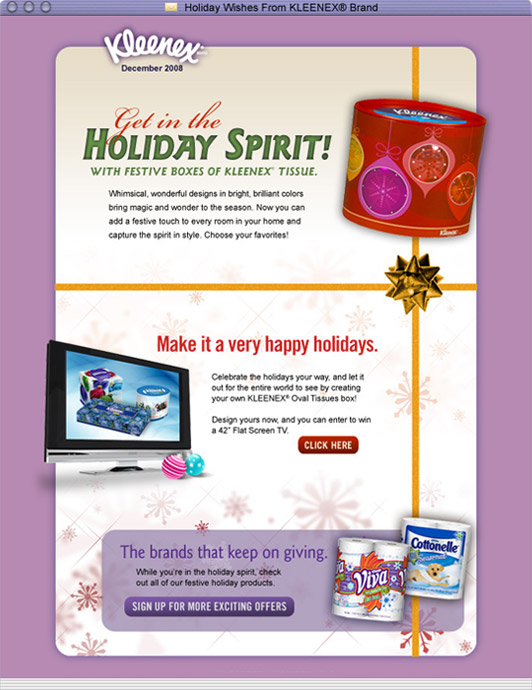 Holiday Wishes From KLEENEX® Brand
Kleenex
December 2008
Get in the
HOLIDAY SPIRIT!
WITH FESTIVE BOXES OF KLEENEX® TISSUE.
Whimsical, wonderful designs in bright, brilliant colors
bring magic and wonder to the season. Now you can
add a festive touch to every room in your home and
capture the spirit in style. Choose your favorites!
Kleenex
Kleenex
Make it a very happy holidays.
Celebrate the holidays your way, and let it
out for the entire world to see by creating
your own KLEENEX® Oval Tissues box!
Design yours now, and you can enter to win
a 42" Flat Screen TV.
CLICK HERE
The brands that keep on giving.
While you're in the holiday spirit, check
out all of our festive holiday products.
SIGN UP FOR MORE EXCITING OFFERS
Viva
Cottonelle